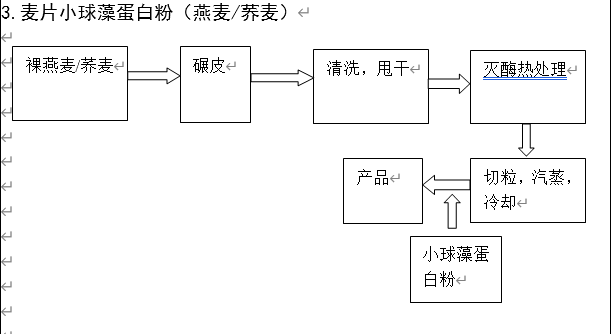 3.麦片小球藻蛋白粉（燕麦/荞麦）
裸燕麦/荞麦
碾皮
清洗，甩干
灭酶热处理
产品
切粒，汽蒸，
冷却
小球藻蛋
白粉